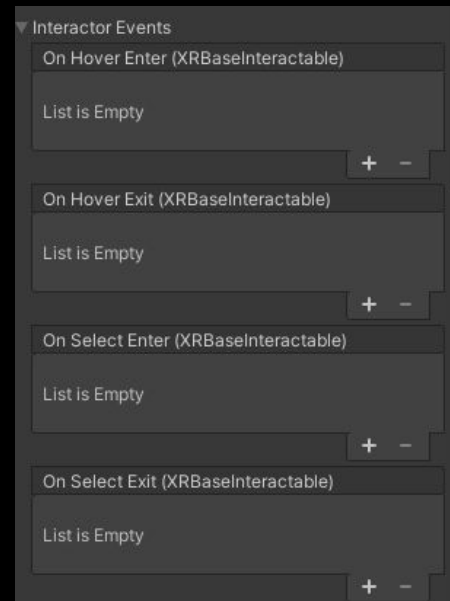 Interactor Events
On Hover Enter (XRBaseInteractable)
List is Empty
+ −
On Hover Exit (XRBaseInteractable)
List is Empty
+ −
On Select Enter (XRBaseInteractable)
List is Empty
+ −
On Select Exit (XRBaseInteractable)
List is Empty
+ −